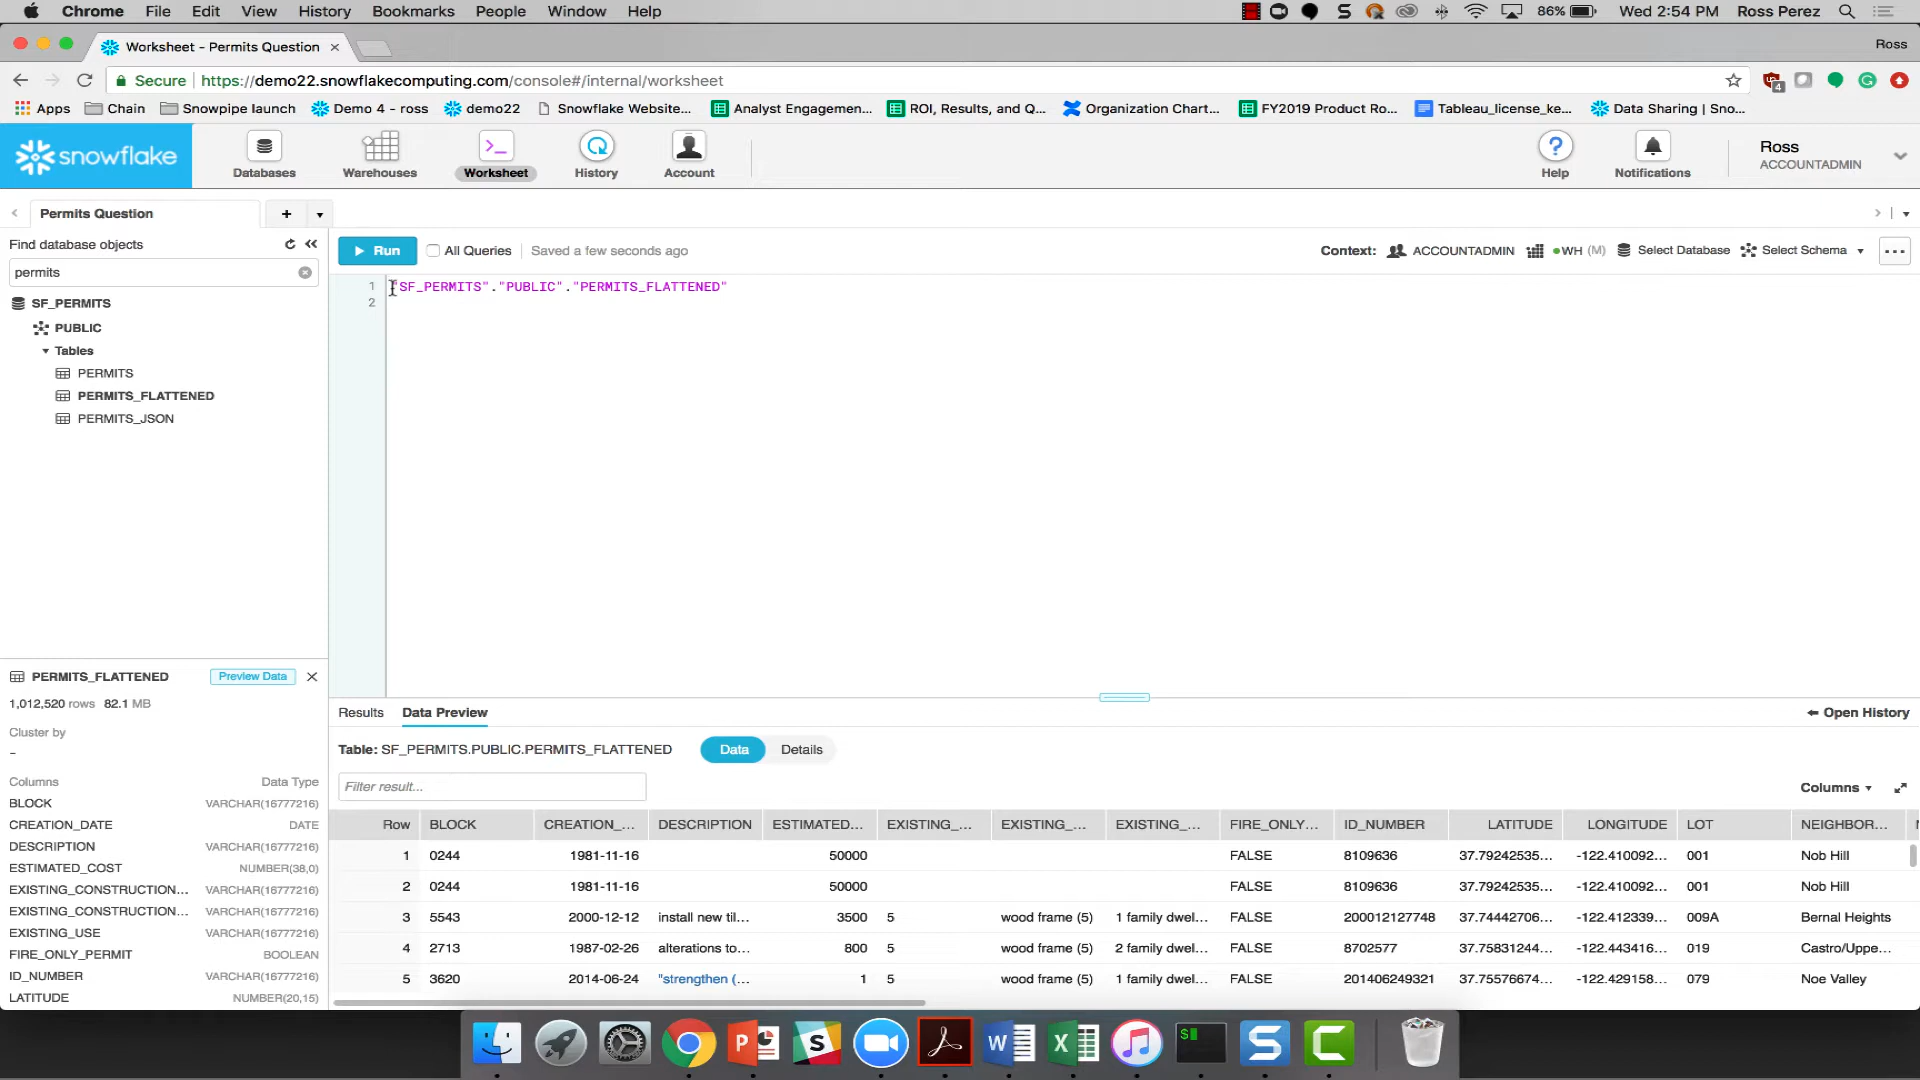 Chrome File Edit View History Bookmarks People Window Help 86% Wed 2:54 PM Ross Perez
Worksheet - Permits Question Ross
Secure https://demo22.snowflakecomputing.com/console#/internal/worksheet 4
Apps Chain Snowpipe launch Demo 4 - ross demo22 Snowflake Website... Analyst Engagemen... ROI, Results, and Q... Organization Chart... FY2019 Product Ro... Tableau_license_ke... Data Sharing | Sno...
snowflake Databases Warehouses Worksheet History Account Help Notifications Ross
ACCOUNTADMIN
Permits Question
Find database objects
permits
SF_PERMITS
PUBLIC
Tables
PERMITS
PERMITS_FLATTENED
PERMITS_JSON
Run All Queries Saved a few seconds ago Context: ACCOUNTADMIN WH (M) Select Database Select Schema
1 "SF_PERMITS"."PUBLIC"."PERMITS_FLATTENED"
2
PERMITS_FLATTENED Preview Data
1,012,520 rows 82.1 MB
Cluster by
–
Columns Data Type
BLOCK VARCHAR(16777216)
CREATION_DATE DATE
DESCRIPTION VARCHAR(16777216)
ESTIMATED_COST NUMBER(38,0)
EXISTING_CONSTRUCTION... VARCHAR(16777216)
EXISTING_CONSTRUCTION... VARCHAR(16777216)
EXISTING_USE VARCHAR(16777216)
FIRE_ONLY_PERMIT BOOLEAN
ID_NUMBER VARCHAR(16777216)
LATITUDE NUMBER(20,15)
Results Data Preview Open History
Table: SF_PERMITS.PUBLIC.PERMITS_FLATTENED Data Details
Filter result... Columns
Row BLOCK CREATION_... DESCRIPTION ESTIMATED... EXISTING_... EXISTING_... EXISTING_... FIRE_ONLY... ID_NUMBER LATITUDE LONGITUDE LOT NEIGHBOR...
1 0244 1981-11-16 50000 FALSE 8109636 37.79242535... -122.410092... 001 Nob Hill
2 0244 1981-11-16 50000 FALSE 8109636 37.79242535... -122.410092... 001 Nob Hill
3 5543 2000-12-12 install new til... 3500 5 wood frame (5) 1 family dwel... FALSE 200012127748 37.74442706... -122.412339... 009A Bernal Heights
4 2713 1987-02-26 alterations to... 800 5 wood frame (5) 2 family dwel... FALSE 8702577 37.75831244... -122.443416... 019 Castro/Uppe...
5 3620 2014-06-24 "strengthen (... 1 5 wood frame (5) 1 family dwel... FALSE 201406249321 37.75576674... -122.429158... 079 Noe Valley